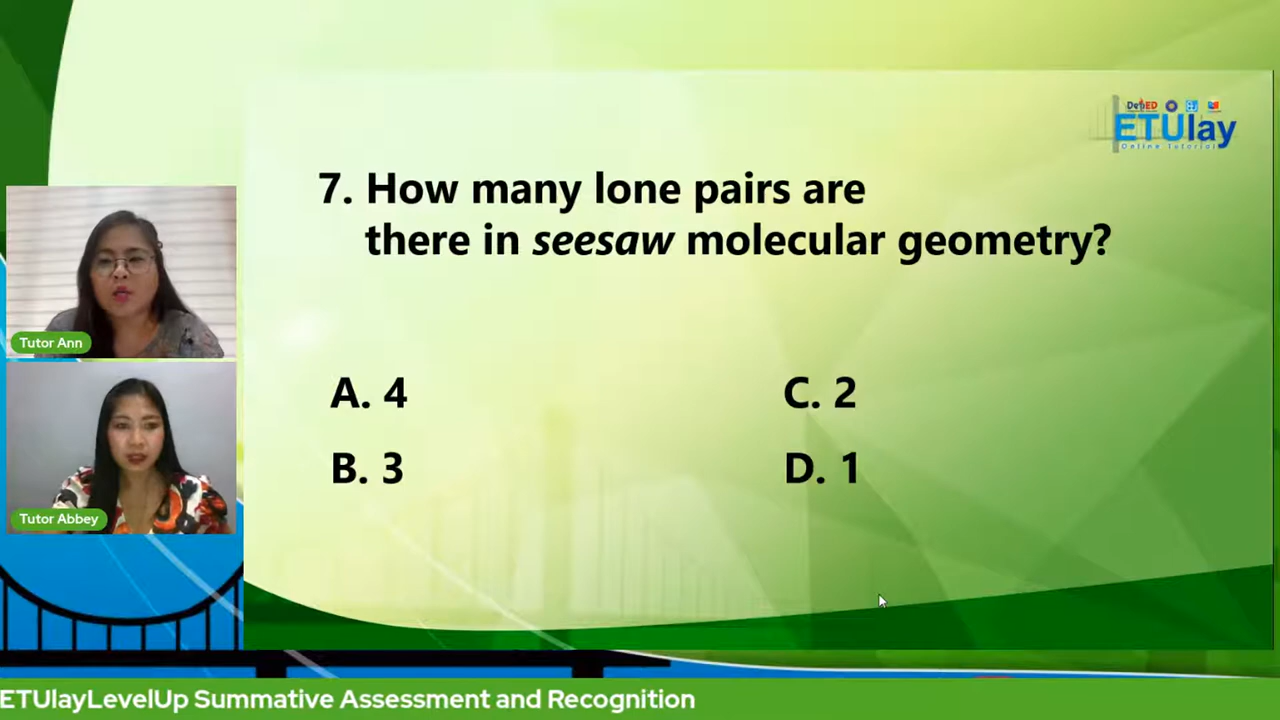 DepED
ETUlay
Online Tutorial
7. How many lone pairs are
there in seesaw molecular geometry?
A. 4
C. 2
B. 3
D. 1
Tutor Ann
Tutor Abbey
ETUlayLevelUp Summative Assessment and Recognition